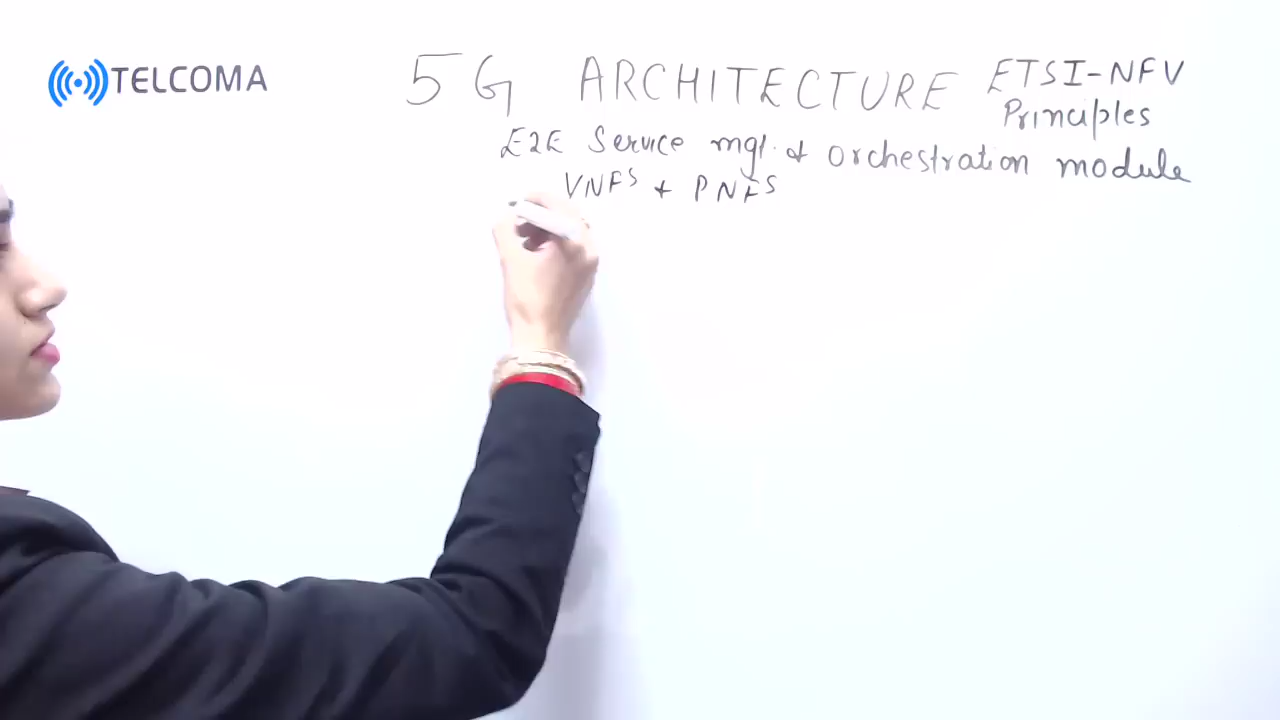 TELCOMA
5G ARCHITECTURE ETSI-NFV
Principles
E2E Service mgt. & orchestration module
VNFS + PNFS